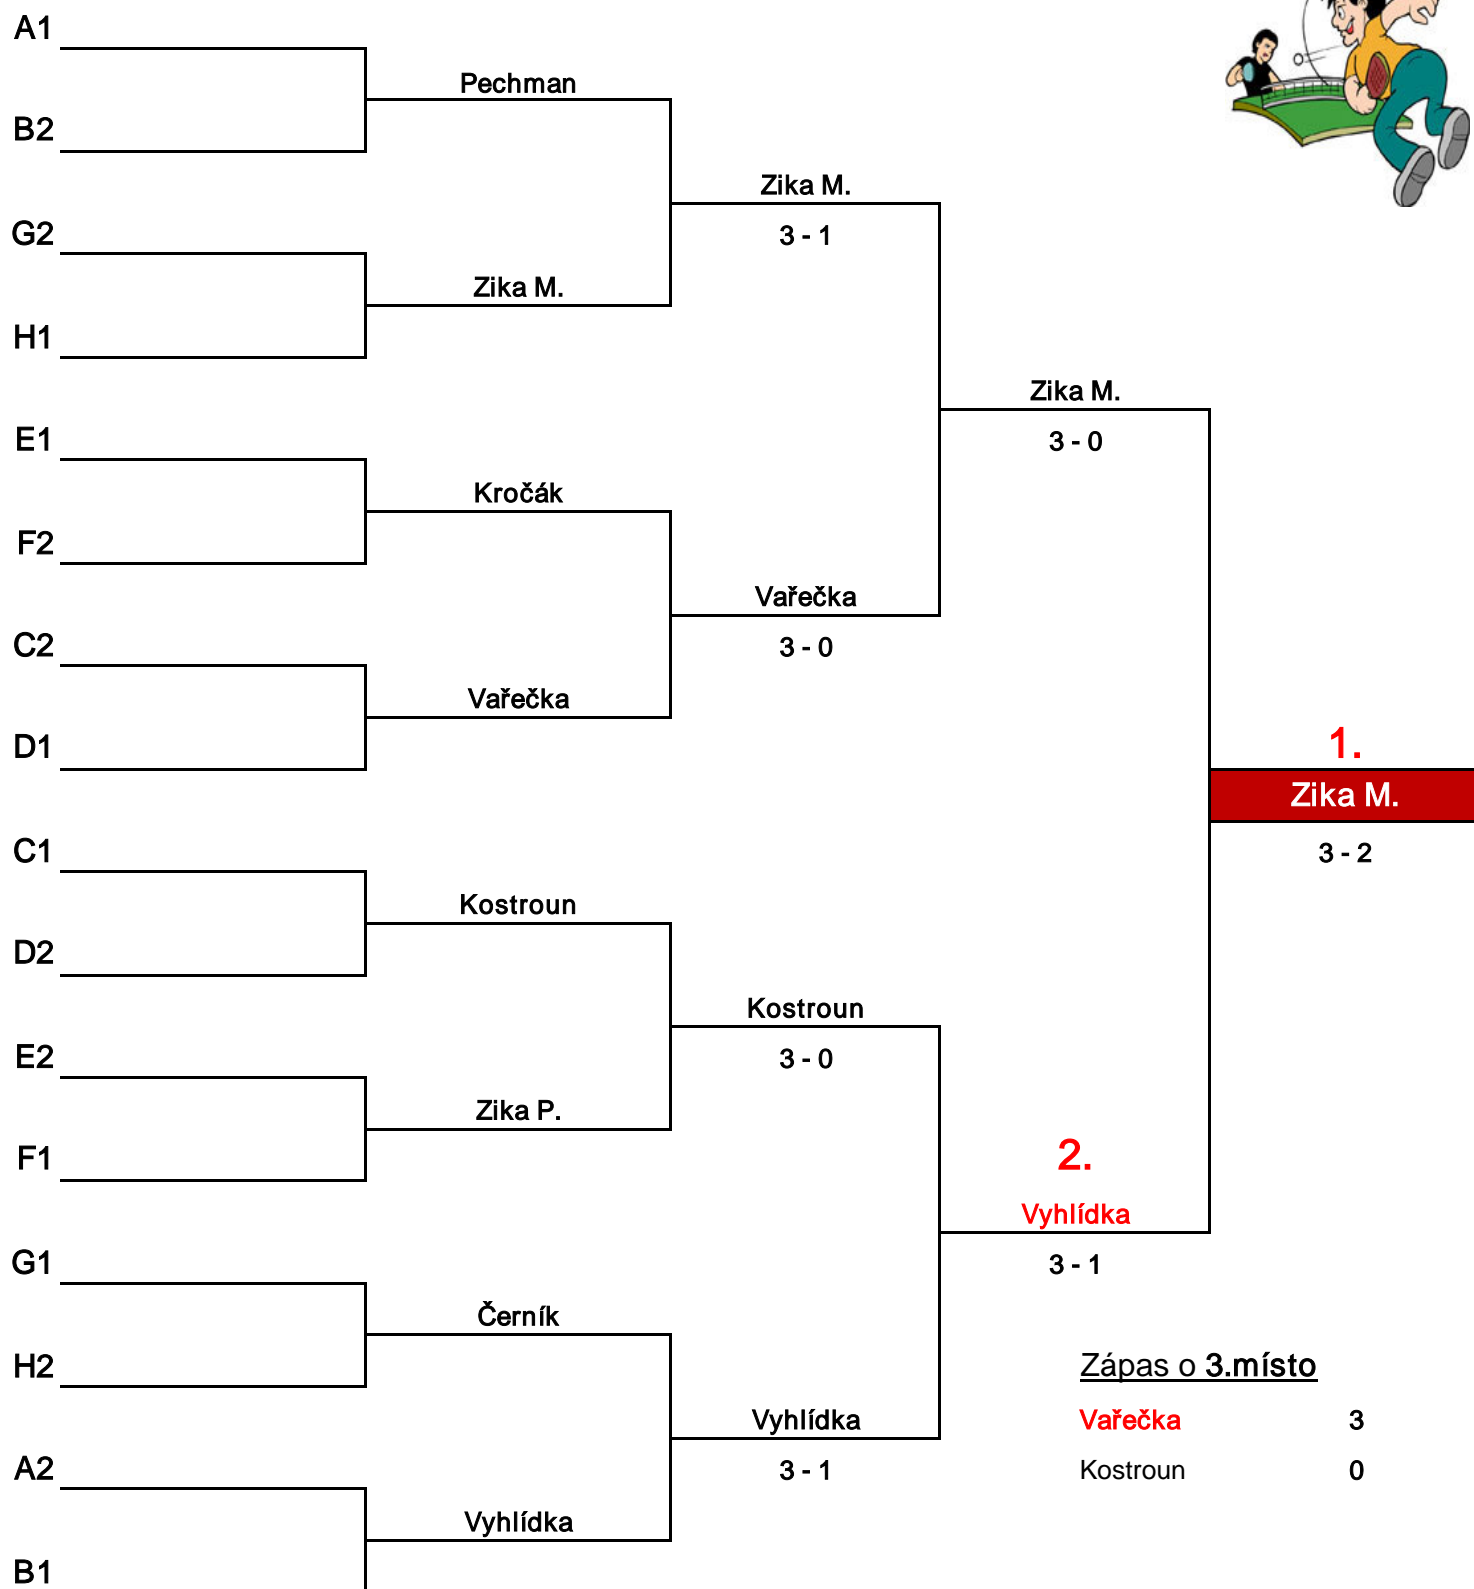 A1
Pechman
B2
Zika M.
G2
3 - 1
Zika M.
H1
Zika M.
E1
3 - 0
Kročák
F2
Vařečka
C2
3 - 0
Vařečka
D1
1.
Zika M.
C1
3 - 2
Kostroun
D2
Kostroun
E2
3 - 0
Zika P.
F1
2.
Vyhlídka
G1
3 - 1
Černík
H2
Zápas o 3.místo
Vyhlídka
Vařečka 3
A2
3 - 1
Kostroun 0
Vyhlídka
B1